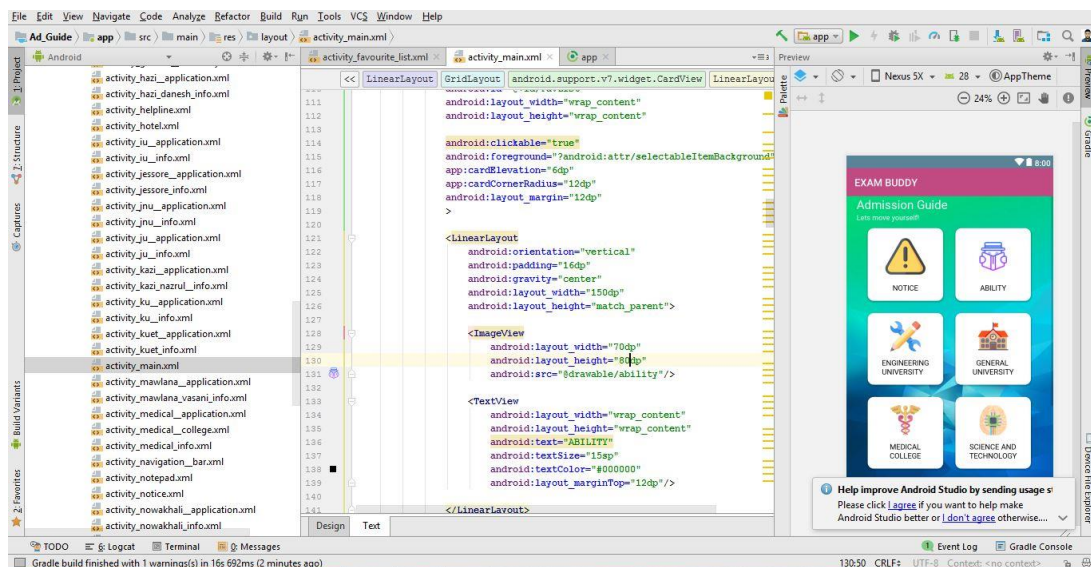 File Edit View Navigate Code Analyze Refactor Build Run Tools VCS Window Help
Ad_Guide app src main res layout activity_main.xml
app
1: Project
Android
activity_favourite_list.xml
activity_main.xml
app
Preview
activity_hazi__application.xml
activity_hazi_danesh_info.xml
activity_helpline.xml
activity_hotel.xml
activity_iu__application.xml
activity_iu__info.xml
activity_jessore__application.xml
activity_jessore_info.xml
activity_jnu__application.xml
activity_jnu__info.xml
activity_ju__application.xml
activity_ju__info.xml
activity_kazi__application.xml
activity_kazi_nazrul__info.xml
activity_ku__application.xml
activity_ku__info.xml
activity_kuet__application.xml
activity_kuet_info.xml
activity_main.xml
activity_mawlana__application.xml
activity_mawlana_vasani_info.xml
activity_medical__application.xml
activity_medical__college.xml
activity_medical_info.xml
activity_navigation__bar.xml
activity_notepad.xml
activity_notice.xml
activity_nowakhali__application.xml
activity_nowakhali_info.xml
Z: Structure
Captures
Build Variants
2: Favorites
<< LinearLayout GridLayout android.support.v7.widget.CardView LinearLayou
111 android:layout_width="wrap_content"
112 android:layout_height="wrap_content"
113
114 android:clickable="true"
115 android:foreground="?android:attr/selectableItemBackground"
116 app:cardElevation="6dp"
117 app:cardCornerRadius="12dp"
118 android:layout_margin="12dp"
119 >
120
121 <LinearLayout
122 android:orientation="vertical"
123 android:padding="16dp"
124 android:gravity="center"
125 android:layout_width="150dp"
126 android:layout_height="match_parent">
127
128 <ImageView
129 android:layout_width="70dp"
130 android:layout_height="80dp"
131 android:src="@drawable/ability"/>
132
133 <TextView
134 android:layout_width="wrap_content"
135 android:layout_height="wrap_content"
136 android:text="ABILITY"
137 android:textSize="15sp"
138 android:textColor="#000000"
139 android:layout_marginTop="12dp"/>
140
141 </LinearLayout>
Design Text
Palette
Nexus 5X 28 AppTheme
24%
Preview
Gradle
Device File Explorer
8:00
EXAM BUDDY
Admission Guide
Lets move yourself!
NOTICE
ABILITY
ENGINEERING
UNIVERSITY
GENERAL
UNIVERSITY
MEDICAL
COLLEGE
SCIENCE AND
TECHNOLOGY
Help improve Android Studio by sending usage st
Please click I agree if you want to help make
Android Studio better or I don't agree otherwise....
TODO 6: Logcat Terminal 0: Messages
1 Event Log Gradle Console
Gradle build finished with 1 warnings(s) in 16s 692ms (2 minutes ago)
130:50 CRLF UTF-8 Context: <no context>